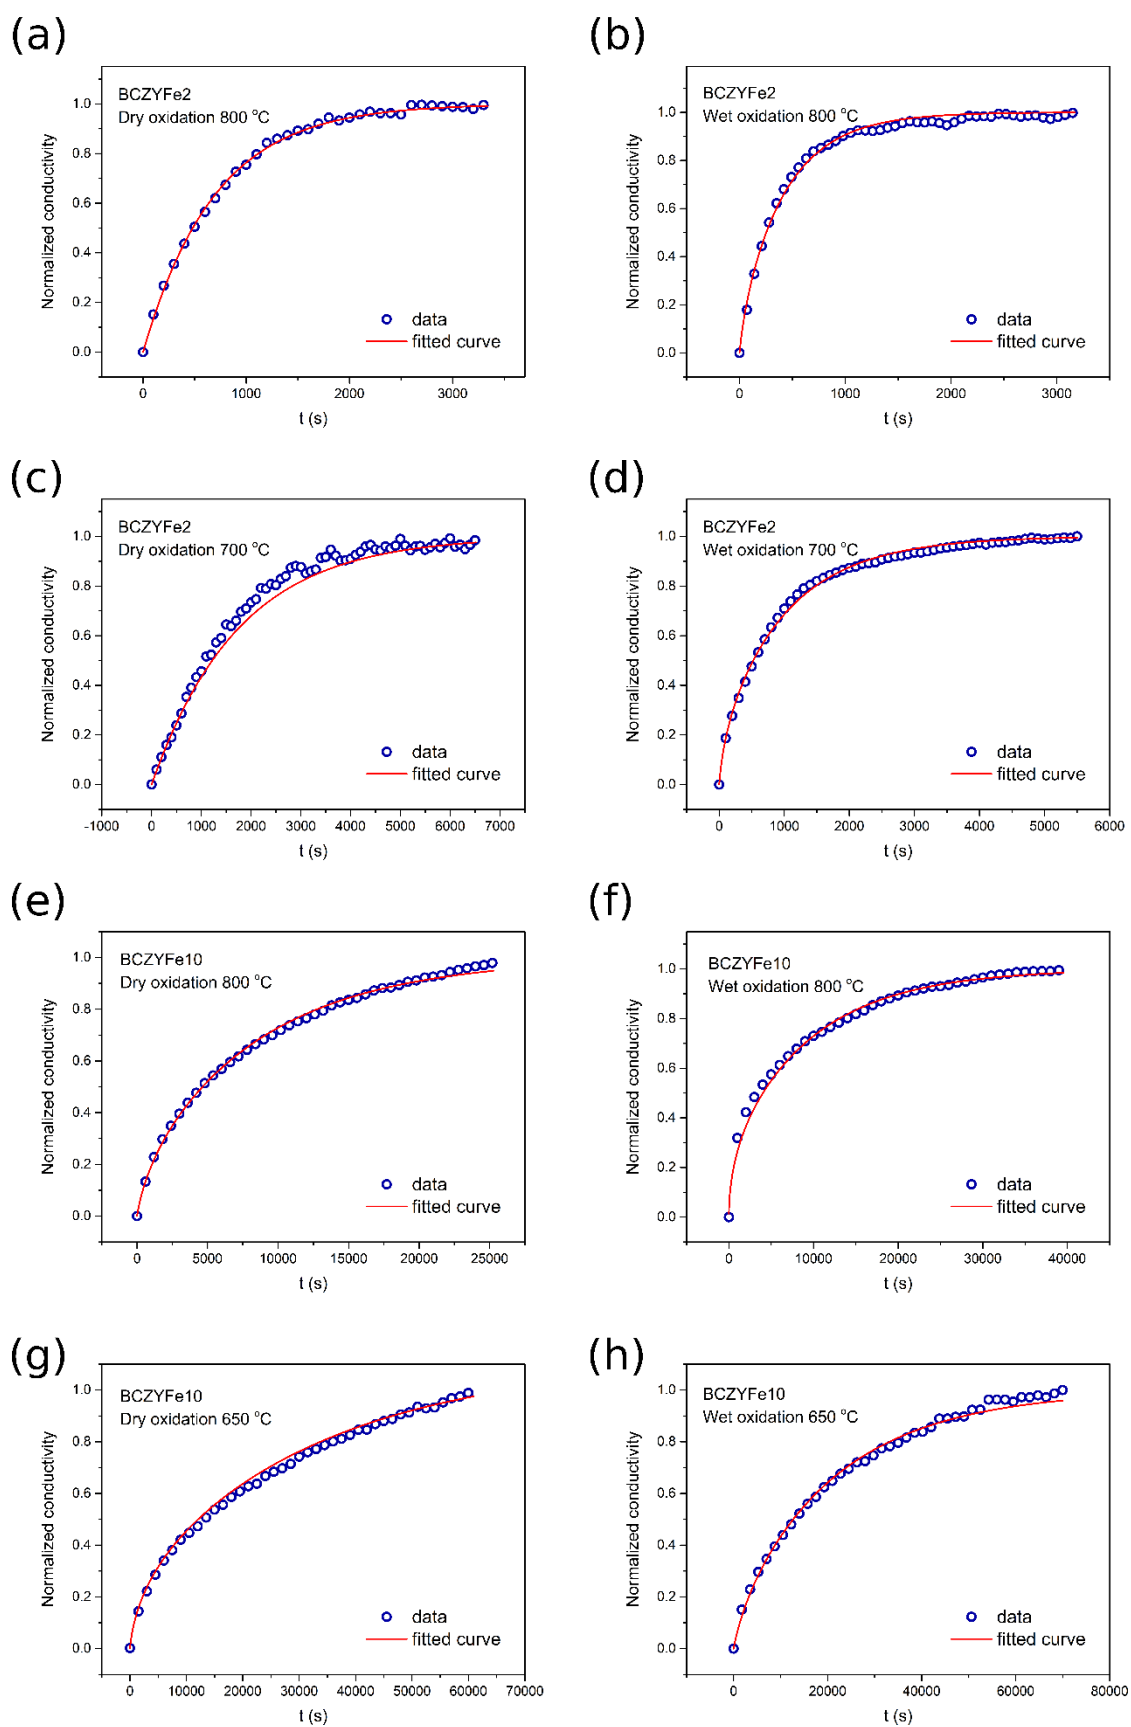 (a)
BCZYFe2
Dry oxidation 800 °C
Normalized conductivity
1.0
0.8
0.6
0.4
0.2
0.0
data
fitted curve
0 1000 2000 3000
t (s)
(b)
BCZYFe2
Wet oxidation 800 °C
Normalized conductivity
1.0
0.8
0.6
0.4
0.2
0.0
data
fitted curve
0 1000 2000 3000
t (s)
(c)
BCZYFe2
Dry oxidation 700 °C
Normalized conductivity
1.0
0.8
0.6
0.4
0.2
0.0
data
fitted curve
-1000 0 1000 2000 3000 4000 5000 6000 7000
t (s)
(d)
BCZYFe2
Wet oxidation 700 °C
Normalized conductivity
1.0
0.8
0.6
0.4
0.2
0.0
data
fitted curve
0 1000 2000 3000 4000 5000 6000
t (s)
(e)
BCZYFe10
Dry oxidation 800 °C
Normalized conductivity
1.0
0.8
0.6
0.4
0.2
0.0
data
fitted curve
0 5000 10000 15000 20000 25000
t (s)
(f)
BCZYFe10
Wet oxidation 800 °C
Normalized conductivity
1.0
0.8
0.6
0.4
0.2
0.0
data
fitted curve
0 10000 20000 30000 40000
t (s)
(g)
BCZYFe10
Dry oxidation 650 °C
Normalized conductivity
1.0
0.8
0.6
0.4
0.2
0.0
data
fitted curve
0 10000 20000 30000 40000 50000 60000 70000
t (s)
(h)
BCZYFe10
Wet oxidation 650 °C
Normalized conductivity
1.0
0.8
0.6
0.4
0.2
0.0
data
fitted curve
0 20000 40000 60000 80000
t (s)